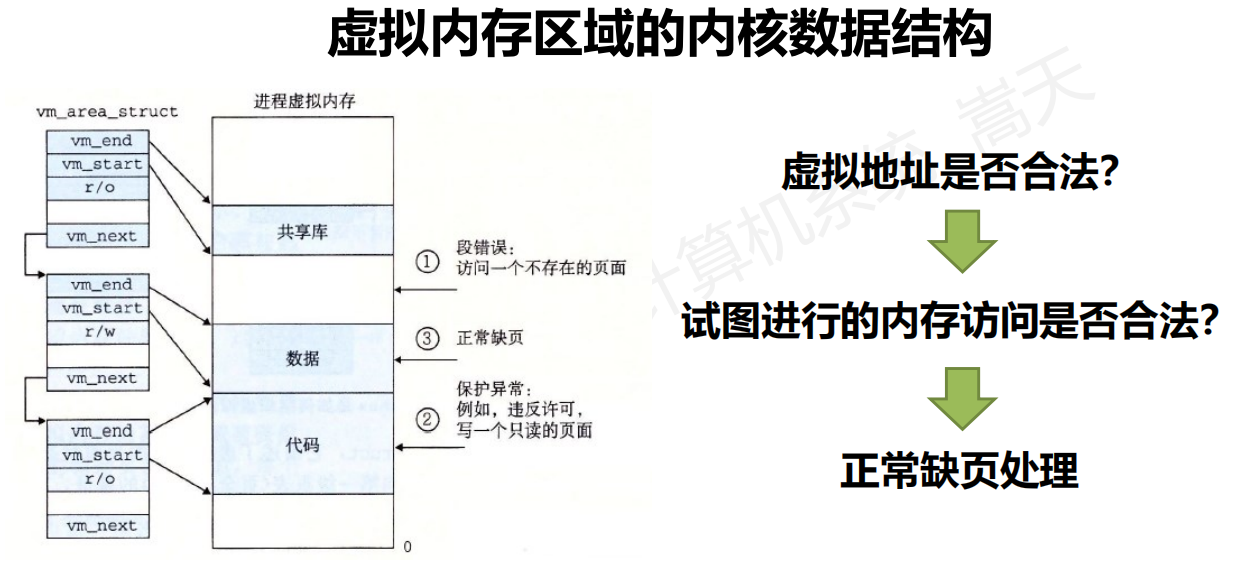 虚拟内存区域的内核数据结构
vm_area_struct
进程虚拟内存
vm_end
vm_start
r/o
vm_next
vm_end
vm_start
r/w
vm_next
vm_end
vm_start
r/o
vm_next
共享库
数据
代码
0
① 段错误：
访问一个不存在的页面
③ 正常缺页
② 保护异常：
例如，违反许可，
写一个只读的页面
虚拟地址是否合法？
试图进行的内存访问是否合法？
正常缺页处理
计算机系统 嵩天